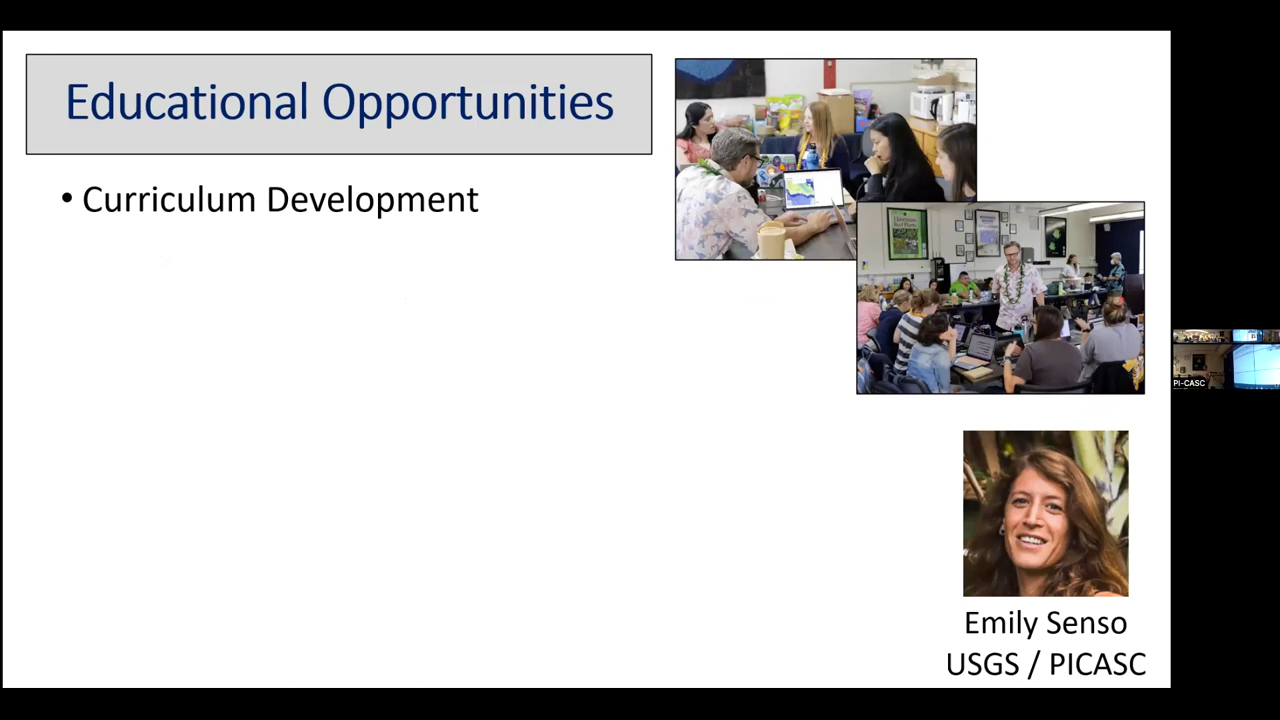 Educational Opportunities
• Curriculum Development
Emily Senso
USGS / PICASC
PI-CASC